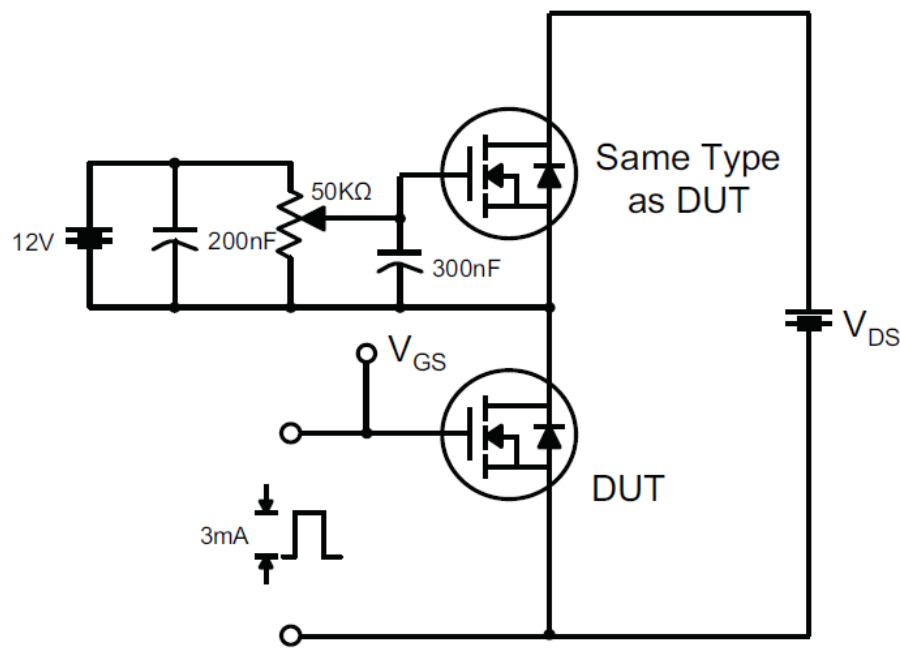 50KΩ
Same Type
as DUT
12V
200nF
300nF
VDS
VGS
DUT
3mA